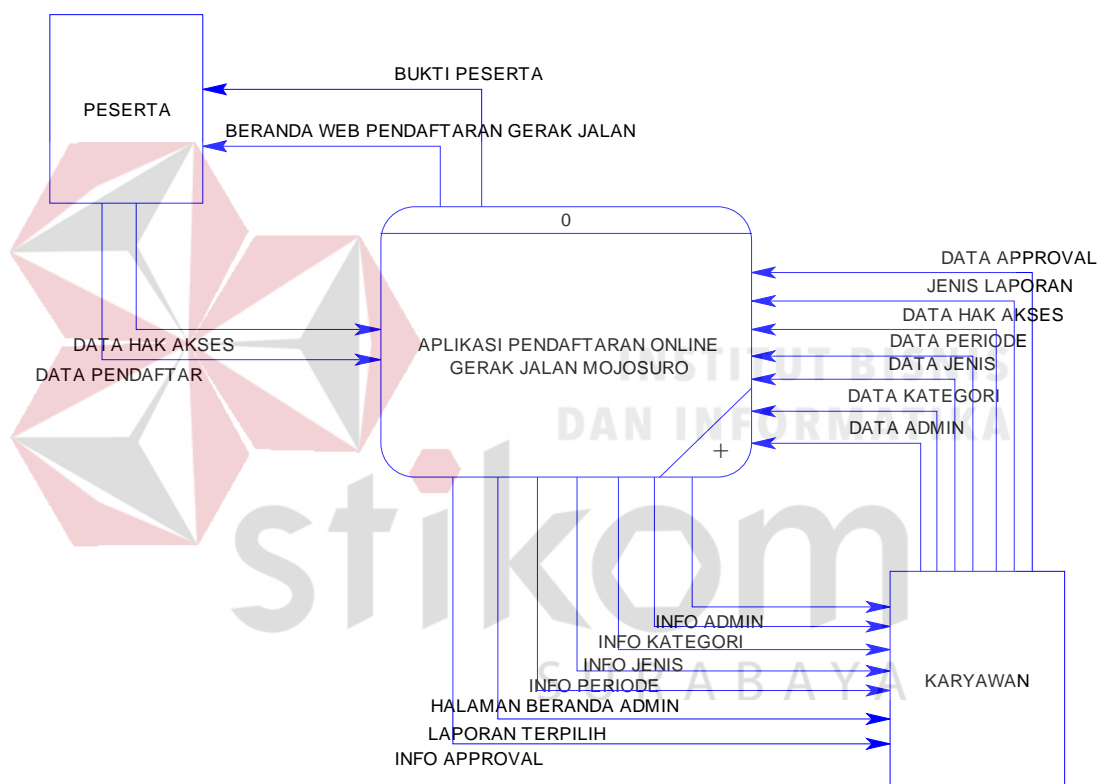 BUKTI PESERTA
PESERTA
BERANDA WEB PENDAFTARAN GERAK JALAN
0
DATA APPROVAL
JENIS LAPORAN
DATA HAK AKSES
DATA PERIODE
DATA JENIS
DATA KATEGORI
DATA ADMIN
DATA HAK AKSES
DATA PENDAFTAR
APLIKASI PENDAFTARAN ONLINE
GERAK JALAN MOJOSURO
+
INSTITUT BISNIS
DAN INFORMATIKA
stikom
SURABAYA
INFO ADMIN
INFO KATEGORI
INFO JENIS
INFO PERIODE
HALAMAN BERANDA ADMIN
LAPORAN TERPILIH
INFO APPROVAL
KARYAWAN